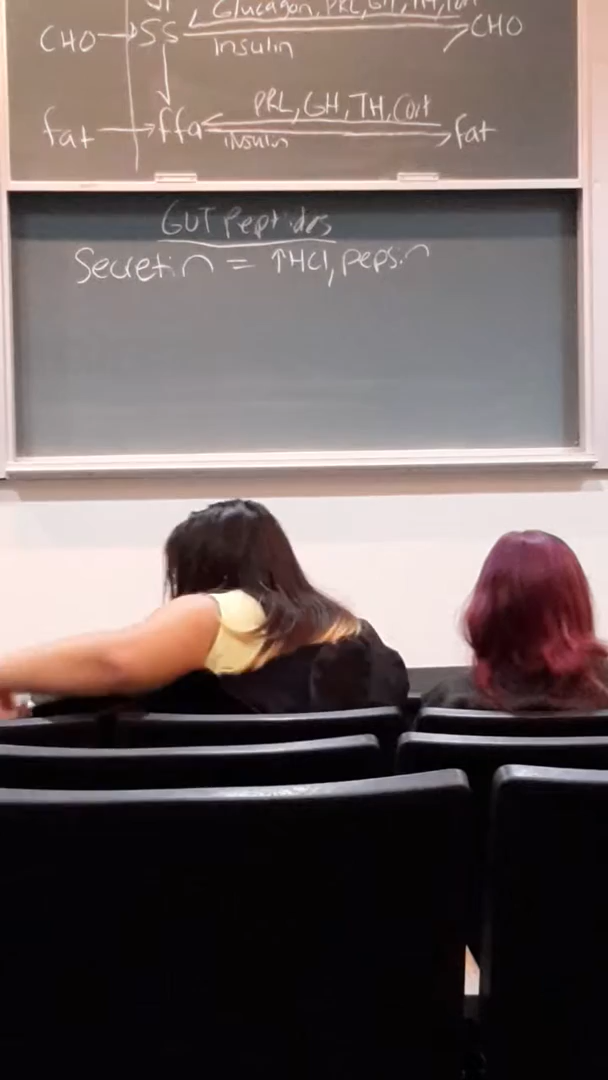 Glucagon, PRL, GH, TH, Cort
CHO → SS CHO
Insulin
PRL, GH, TH, Cort
fat → ffa fat
insulin
GUT Peptides
Secretin = ↑HCl, pepsin